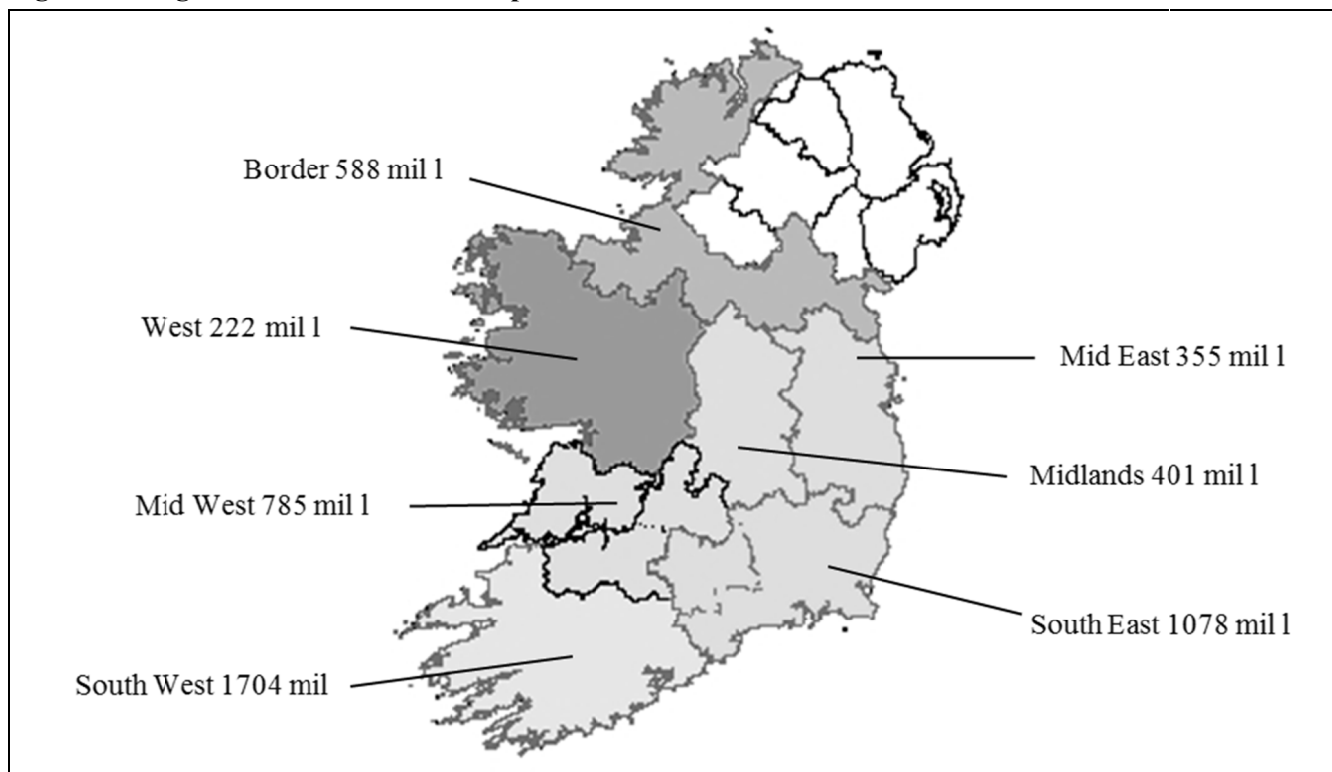 Border 588 mil l
West 222 mil l
Mid East 355 mil l
Midlands 401 mil l
Mid West 785 mil l
South East 1078 mil l
South West 1704 mil